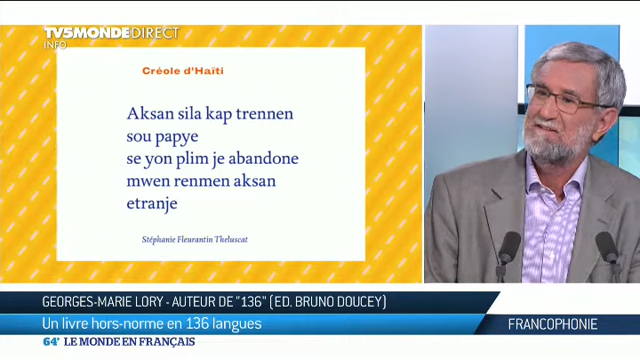 TV5MONDE DIRECT
INFO
Créole d'Haïti
Aksan sila kap trennen
sou papye
se yon plim je abandone
mwen renmen aksan
etranje
Stéphanie Fleurantin Theluscat
GEORGES-MARIE LORY - AUTEUR DE "136" (ED. BRUNO DOUCEY)
Un livre hors-norme en 136 langues
FRANCOPHONIE
64' LE MONDE EN FRANÇAIS